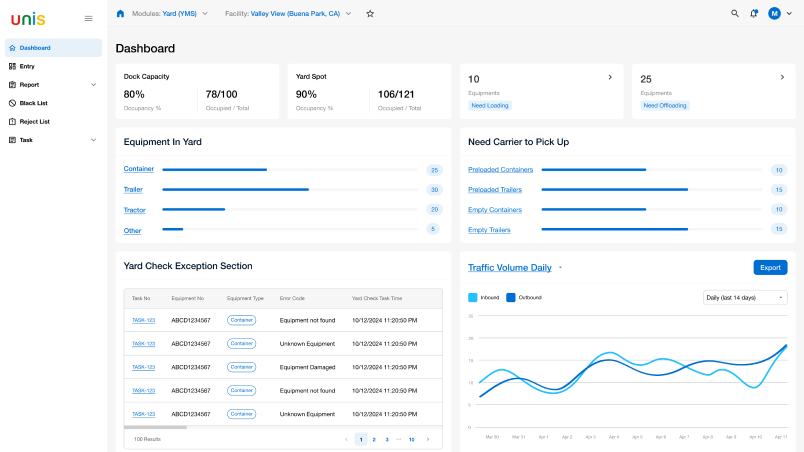 unis
Modules: Yard (YMS)
Facility: Valley View (Buena Park, CA)
M
Dashboard
Entry
Report
Black List
Reject List
Task
Dashboard
Dock Capacity
80%
78/100
Occupancy %
Occupied / Total
Yard Spot
90%
106/121
Occupancy %
Occupied / Total
10
Equipments
Need Loading
25
Equipments
Need Offloading
Equipment In Yard
Container 25
Trailer 30
Tractor 20
Other 5
Need Carrier to Pick Up
Preloaded Containers 10
Preloaded Trailers 15
Empty Containers 10
Empty Trailers 15
Yard Check Exception Section
Task No Equipment No Equipment Type Error Code Yard Check Task Time
TASK-123 ABCD1234567 Container Equipment not found 10/12/2024 11:20:50 PM
TASK-123 ABCD1234567 Container Unknown Equipment 10/12/2024 11:20:50 PM
TASK-123 ABCD1234567 Container Equipment Damaged 10/12/2024 11:20:50 PM
TASK-123 ABCD1234567 Container Equipment not found 10/12/2024 11:20:50 PM
TASK-123 ABCD1234567 Container Unknown Equipment 10/12/2024 11:20:50 PM
100 Results
1 2 3 ··· 10
Traffic Volume Daily
Export
Inbound Outbound
Daily (last 14 days)
25
20
15
10
5
0
Mar 30 Mar 31 Apr 1 Apr 2 Apr 3 Apr 4 Apr 5 Apr 6 Apr 7 Apr 8 Apr 9 Apr 10 Apr 11